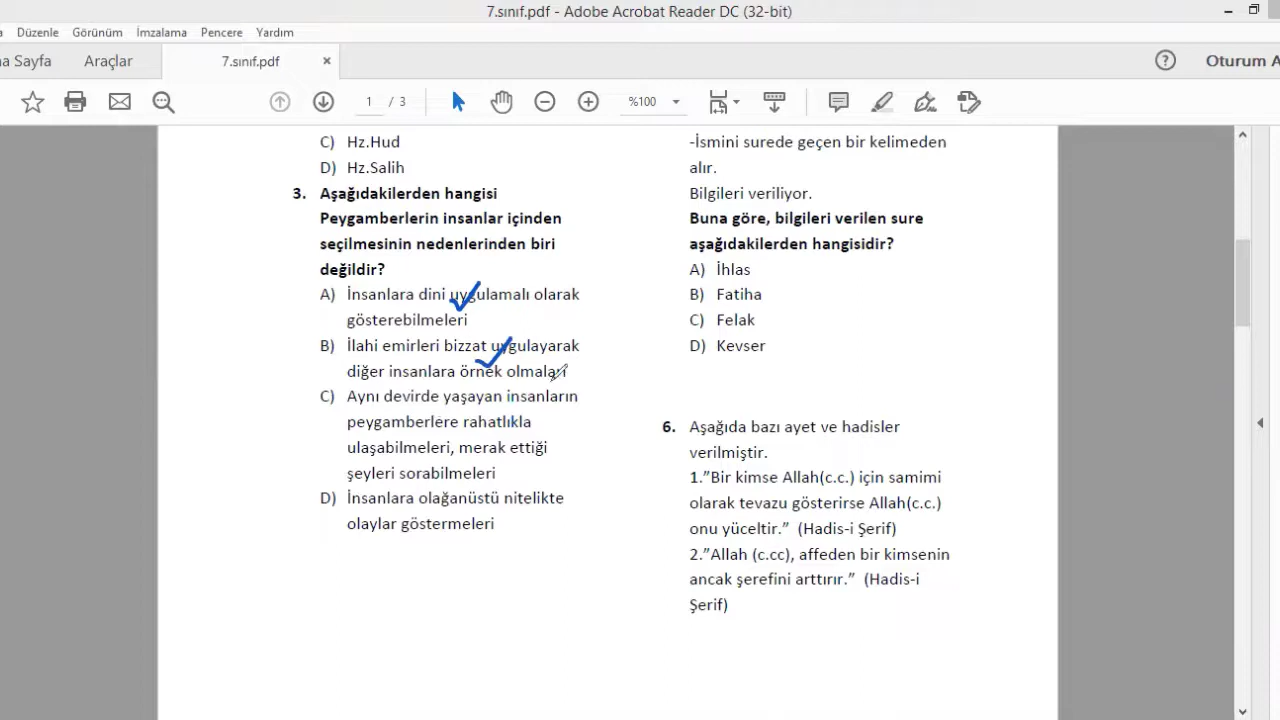 7.sınıf.pdf - Adobe Acrobat Reader DC (32-bit)
Düzenle Görünüm İmzalama Pencere Yardım
na Sayfa Araçlar 7.sınıf.pdf × ? Oturum A
1 / 3 %100
C) Hz.Hud
D) Hz.Salih
3. Aşağıdakilerden hangisi
Peygamberlerin insanlar içinden
seçilmesinin nedenlerinden biri
değildir?
A) İnsanlara dini uygulamalı olarak
gösterebilmeleri
B) İlahi emirleri bizzat uygulayarak
diğer insanlara örnek olmaları
C) Aynı devirde yaşayan insanların
peygamberlere rahatlıkla
ulaşabilmeleri, merak ettiği
şeyleri sorabilmeleri
D) İnsanlara olağanüstü nitelikte
olaylar göstermeleri
-İsmini surede geçen bir kelimeden
alır.
Bilgileri veriliyor.
Buna göre, bilgileri verilen sure
aşağıdakilerden hangisidir?
A) İhlas
B) Fatiha
C) Felak
D) Kevser
6. Aşağıda bazı ayet ve hadisler
verilmiştir.
1.”Bir kimse Allah(c.c.) için samimi
olarak tevazu gösterirse Allah(c.c.)
onu yüceltir.” (Hadis-i Şerif)
2.”Allah (c.cc), affeden bir kimsenin
ancak şerefini arttırır.” (Hadis-i
Şerif)